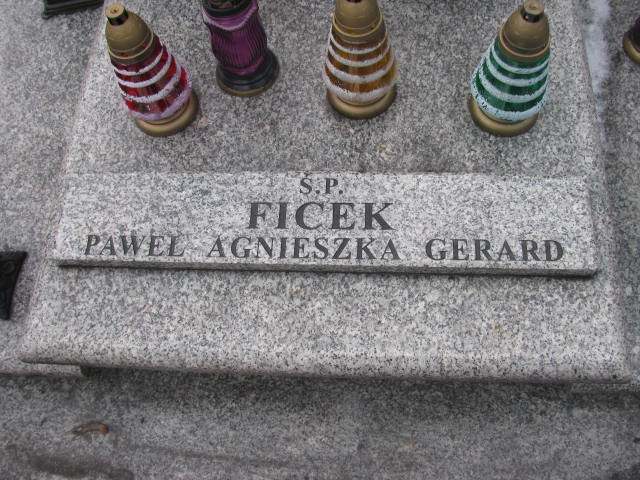 Ś.P.
FICEK
PAWEŁ AGNIESZKA GERARD